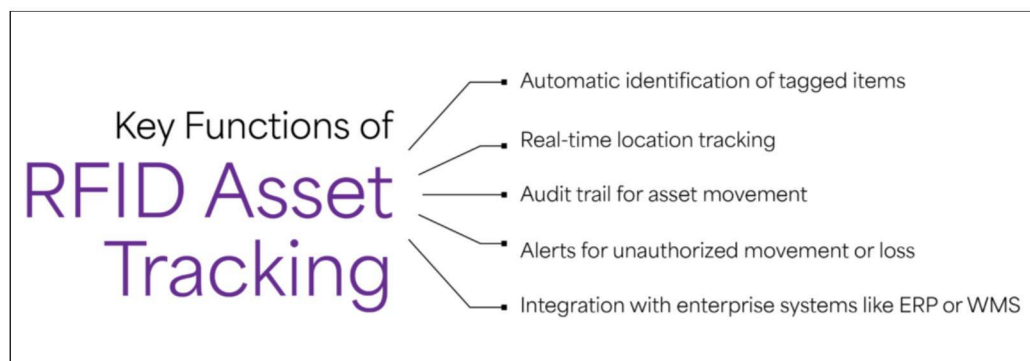 Key Functions of
RFID Asset
Tracking
Automatic identification of tagged items
Real-time location tracking
Audit trail for asset movement
Alerts for unauthorized movement or loss
Integration with enterprise systems like ERP or WMS